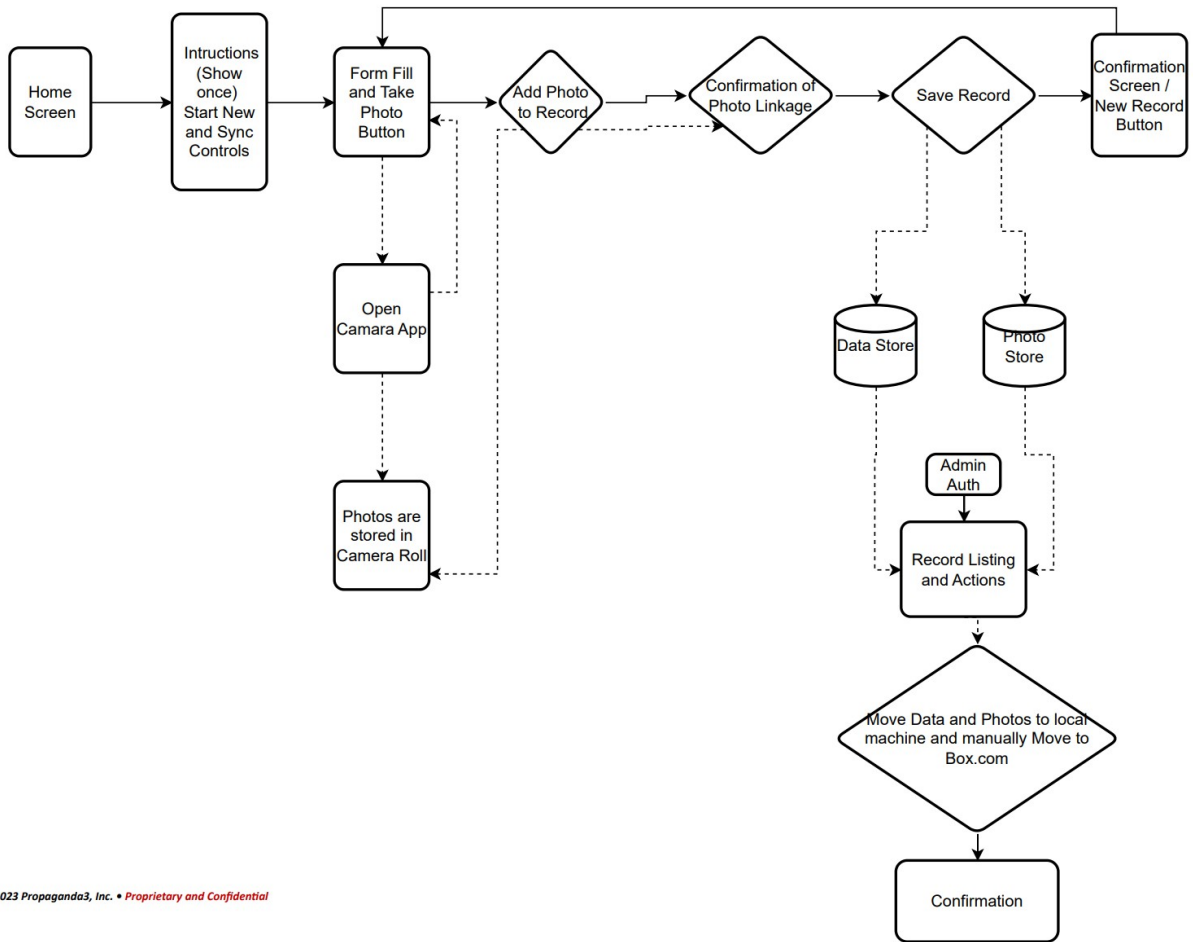 Home
Screen
Intructions
(Show
once)
Start New
and Sync
Controls
Form Fill
and Take
Photo
Button
Add Photo
to Record
Confirmation of
Photo Linkage
Save Record
Confirmation
Screen /
New Record
Button
Open
Camara App
Data Store
Photo
Store
Admin
Auth
Photos are
stored in
Camera Roll
Record Listing
and Actions
Move Data and Photos to local
machine and manually Move to
Box.com
Confirmation
023 Propaganda3, Inc. • Proprietary and Confidential